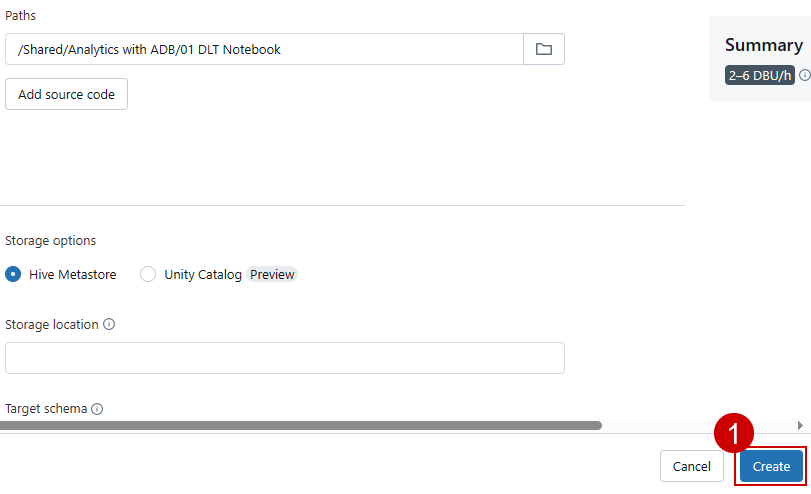 Paths
/Shared/Analytics with ADB/01 DLT Notebook
Add source code
Summary
2–6 DBU/h
Storage options
Hive Metastore
Unity Catalog Preview
Storage location
Target schema
1
Cancel
Create